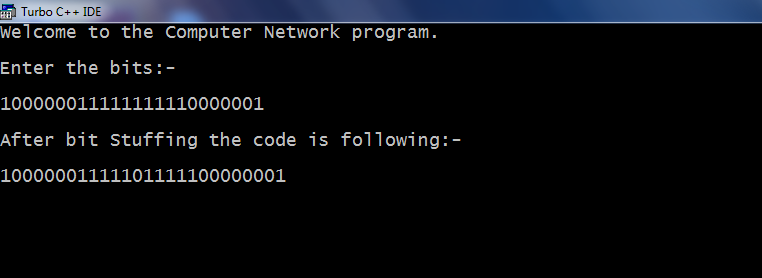 Turbo C++ IDE
Welcome to the Computer Network program.
Enter the bits:-
100000011111111110000001
After bit Stuffing the code is following:-
10000001111101111100000001